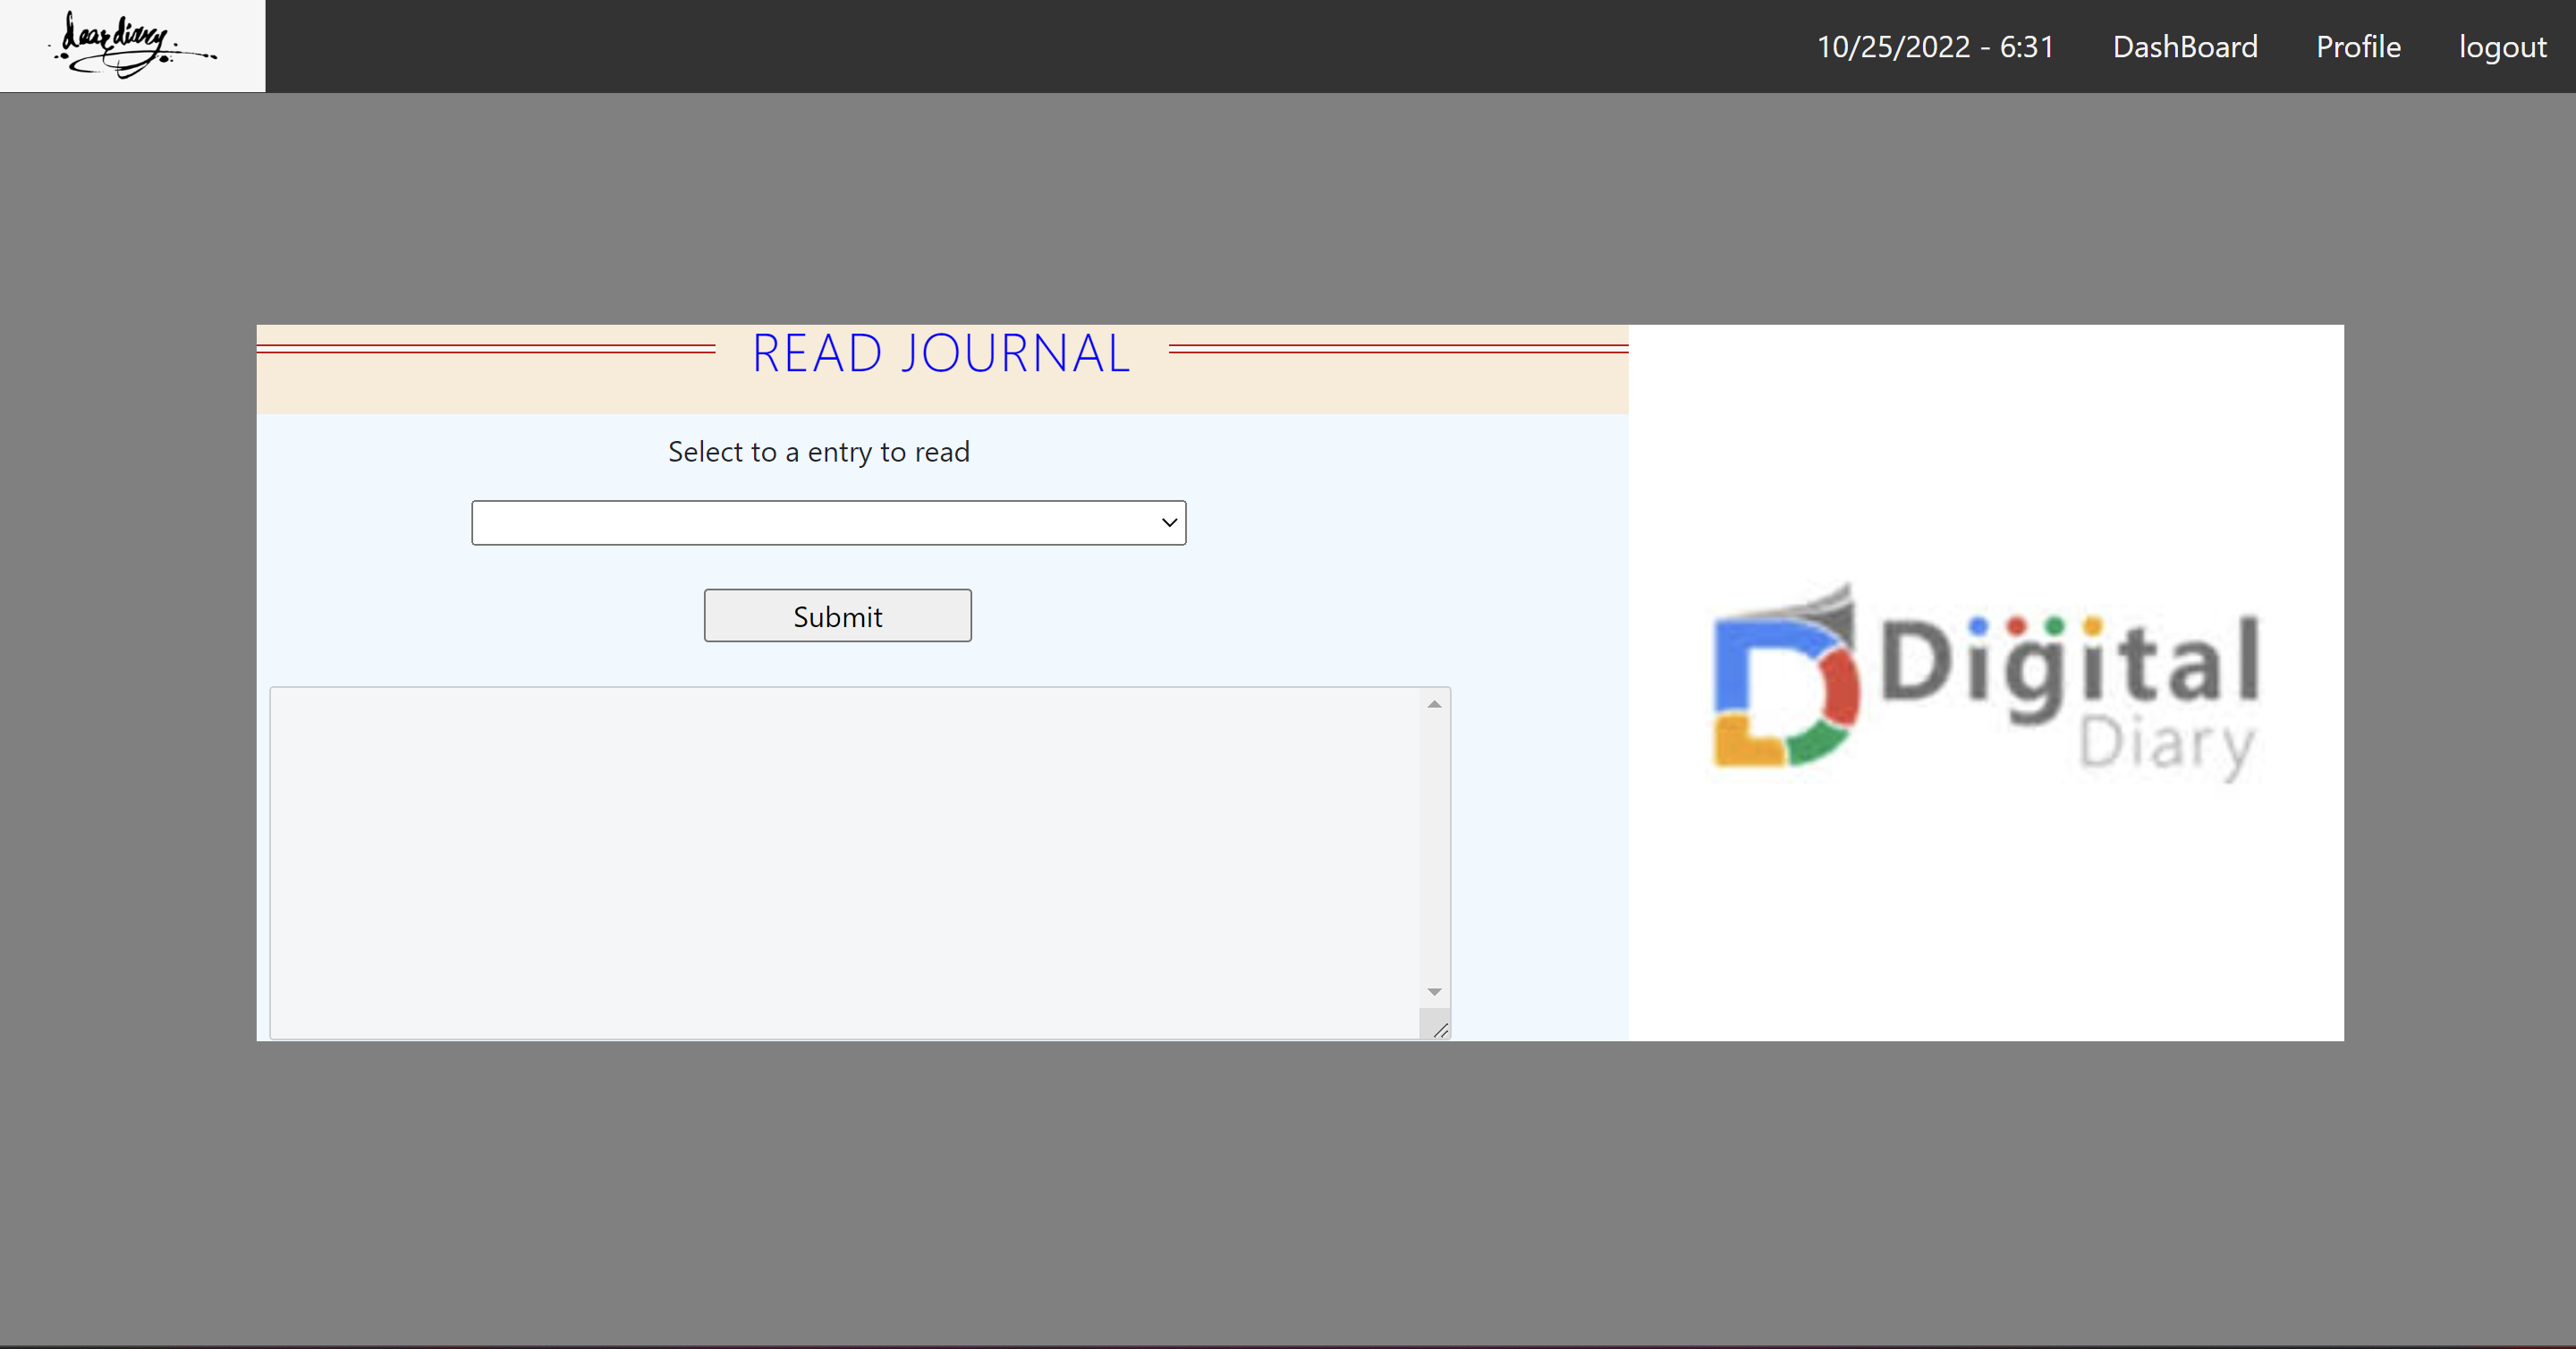 dear diary
10/25/2022 - 6:31 DashBoard Profile logout
READ JOURNAL
Select to a entry to read
Submit
Digital
Diary